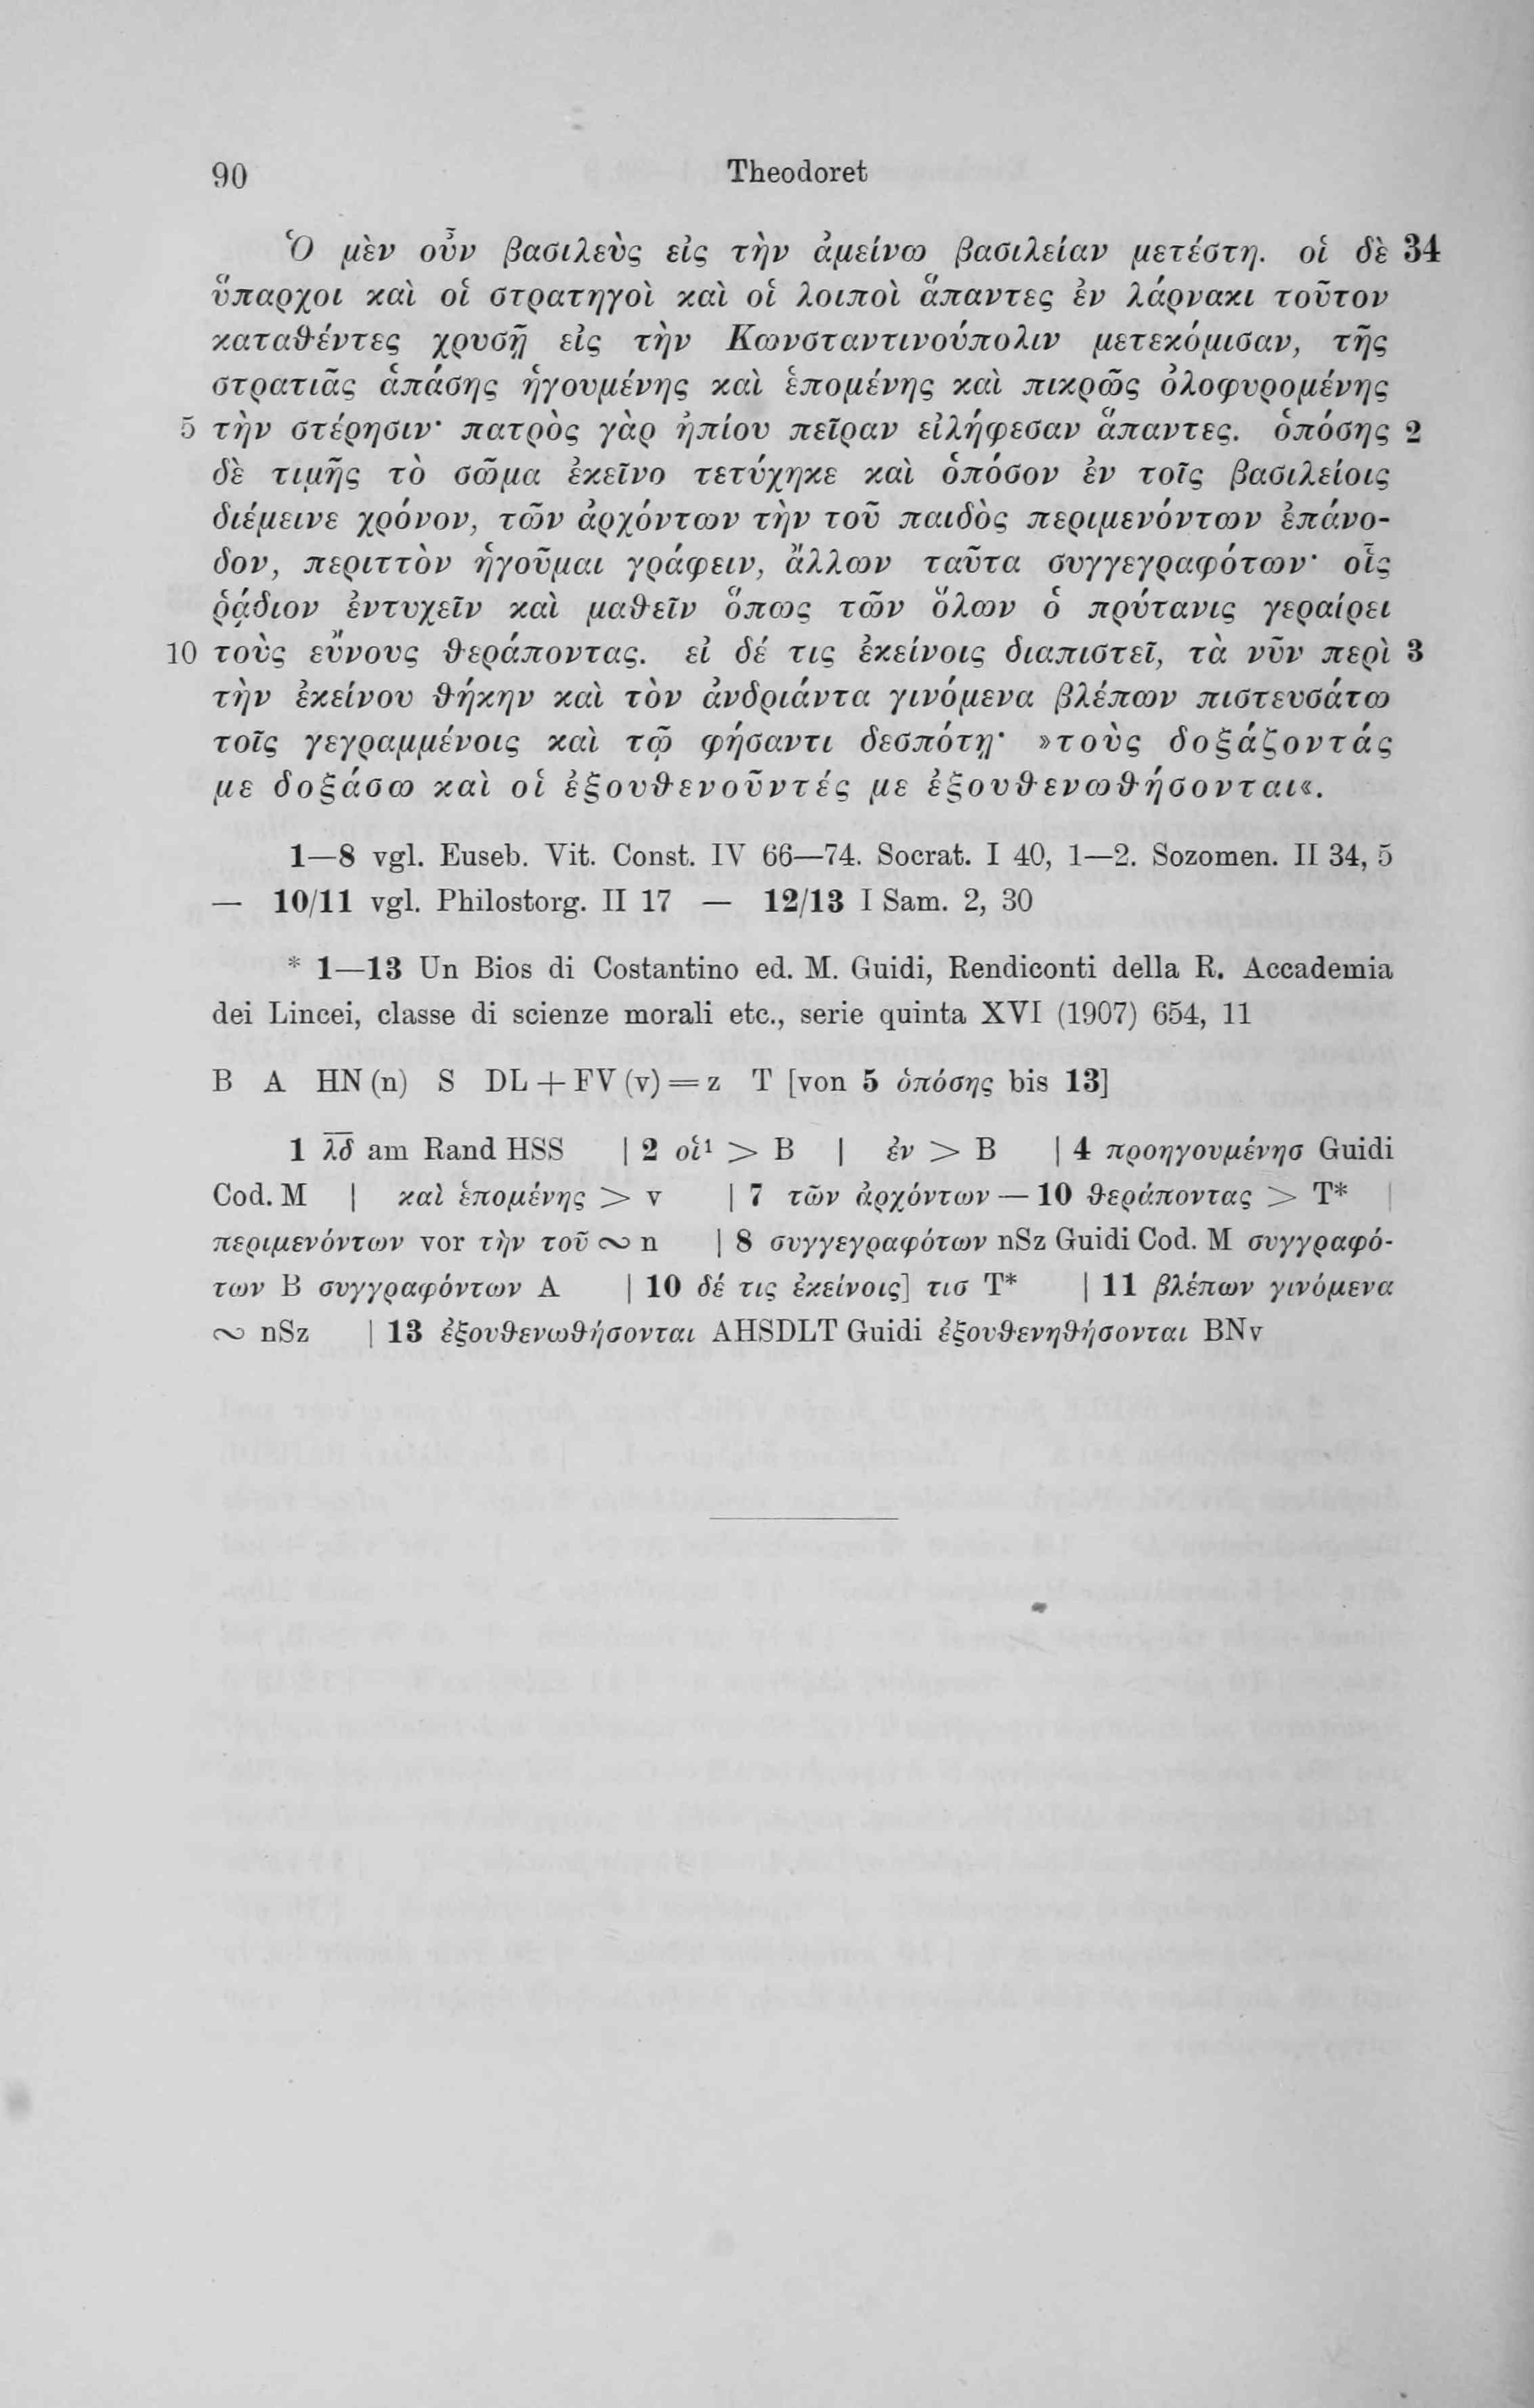 90 Theodoret
Ὁ μὲν οὖν βασιλεὺς εἰς τὴν ἀμείνω βασιλείαν μετέστη. οἱ δὲ 34
ὕπαρχοι καὶ οἱ στρατηγοὶ καὶ οἱ λοιποὶ ἅπαντες ἐν λάρνακι τοῦτον
καταθέντες χρυσῇ εἰς τὴν Κωνσταντινούπολιν μετεκόμισαν, τῆς
στρατιᾶς ἁπάσης ἡγουμένης καὶ ἑπομένης καὶ πικρῶς ὀλοφυρομένης
5 τὴν στέρησιν· πατρὸς γὰρ ἠπίου πεῖραν εἰλήφεσαν ἅπαντες. ὁπόσης 2
δὲ τιμῆς τὸ σῶμα ἐκεῖνο τετύχηκε καὶ ὁπόσον ἐν τοῖς βασιλείοις
διέμεινε χρόνον, τῶν ἀρχόντων τὴν τοῦ παιδὸς περιμενόντων ἐπάνο-
δον, περιττὸν ἡγοῦμαι γράφειν, ἄλλων ταῦτα συγγεγραφότων· οἷς
ῥᾴδιον ἐντυχεῖν καὶ μαθεῖν ὅπως τῶν ὅλων ὁ πρύτανις γεραίρει
10 τοὺς εὔνους θεράποντας. εἰ δέ τις ἐκείνοις διαπιστεῖ, τὰ νῦν περὶ 3
τὴν ἐκείνου θήκην καὶ τὸν ἀνδριάντα γινόμενα βλέπων πιστευσάτω
τοῖς γεγραμμένοις καὶ τῷ φήσαντι δεσπότῃ· »τοὺς δοξάζοντάς
με δοξάσω καὶ οἱ ἐξουθενοῦντές με ἐξουθενωθήσονται«.
1—8 vgl. Euseb. Vit. Const. IV 66—74. Socrat. I 40, 1—2. Sozomen. II 34, 5
— 10/11 vgl. Philostorg. II 17 — 12/13 I Sam. 2, 30
* 1—13 Un Bios di Costantino ed. M. Guidi, Rendiconti della R. Accademia
dei Lincei, classe di scienze morali etc., serie quinta XVI (1907) 654, 11
B A HN (n) S DL + FV (v) = z T [von 5 ὁπόσης bis 13]
1 λ̅δ̅ am Rand HSS | 2 οἱ¹ > B | ἐν > B | 4 προηγουμένησ Guidi
Cod. M | καὶ ἑπομένης > v | 7 τῶν ἀρχόντων — 10 θεράποντας > T* |
περιμενόντων vor τὴν τοῦ ∾ n | 8 συγγεγραφότων nSz Guidi Cod. M συγγραφό-
των B συγγραφόντων A | 10 δέ τις ἐκείνοις] τισ T* | 11 βλέπων γινόμενα
∾ nSz | 13 ἐξουθενωθήσονται AHSDLT Guidi ἐξουθενηθήσονται BNv